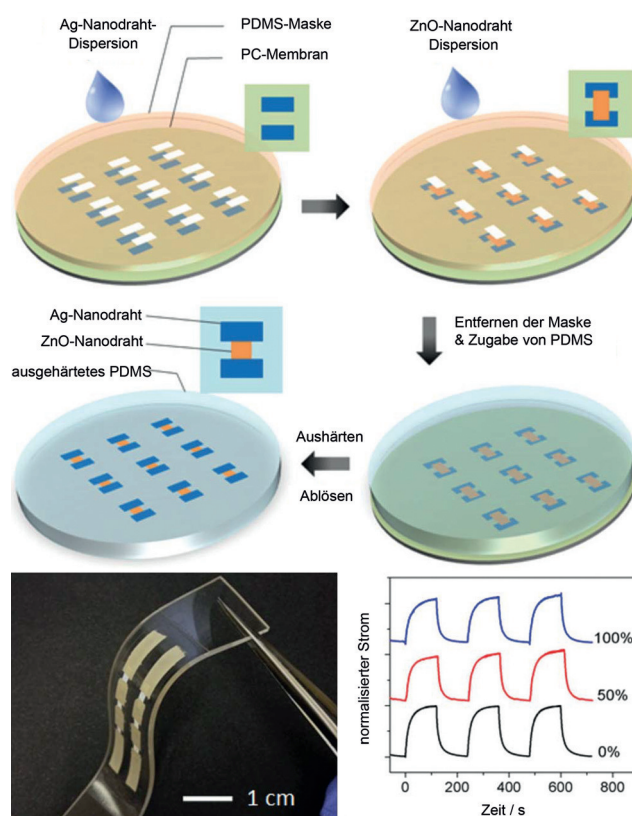 Ag-Nanodraht-
Dispersion
PDMS-Maske
PC-Membran
ZnO-Nanodraht
Dispersion
Ag-Nanodraht
ZnO-Nanodraht
ausgehärtetes PDMS
Entfernen der Maske
& Zugabe von PDMS
Aushärten
Ablösen
1 cm
normalisierter Strom
100%
50%
0%
0 200 400 600 800
Zeit / s